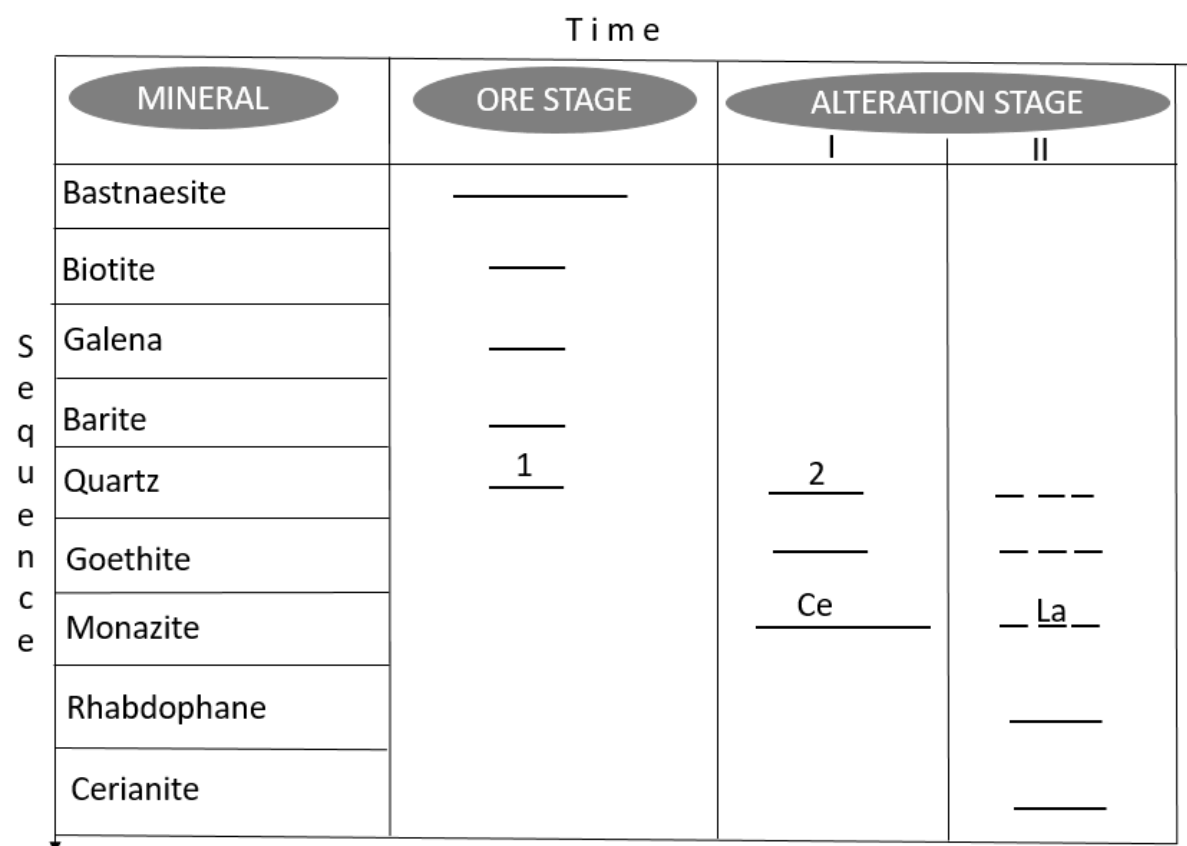 Time
MINERAL ORE STAGE ALTERATION STAGE
I II
Bastnaesite
Biotite
Galena
Barite
Quartz 1 2
Goethite
Monazite Ce La
Rhabdophane
Cerianite
Sequence